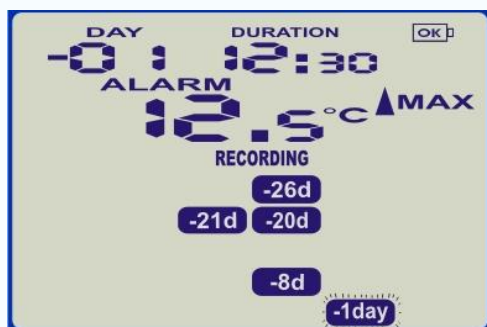 DAY DURATION OK
-01 12:30
ALARM
12.5°C MAX
RECORDING
-26d
-21d -20d
-8d
-1day